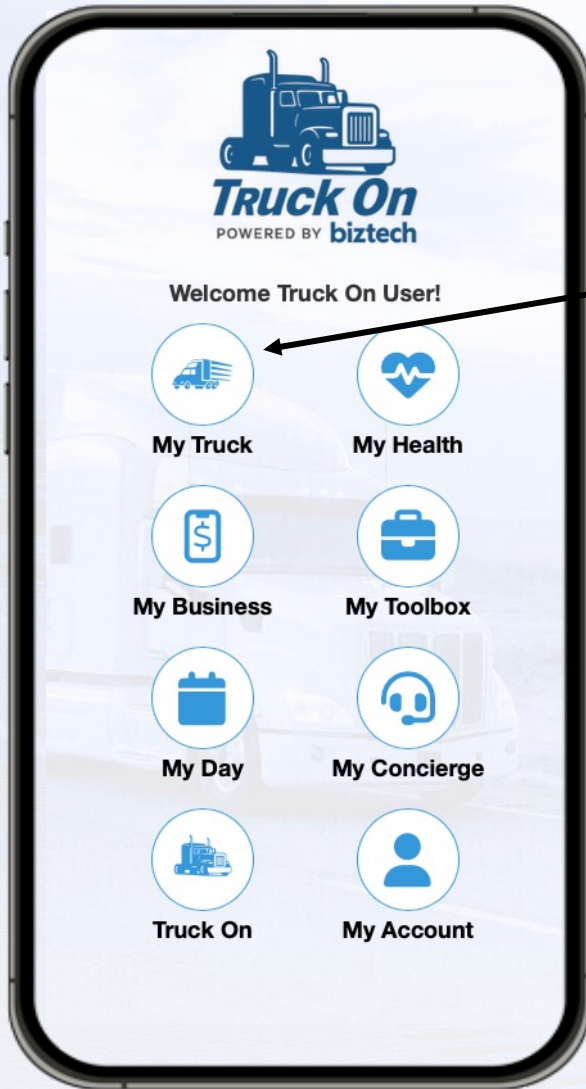 TRUCK ON
POWERED BY biztech
Welcome Truck On User!
My Truck
My Health
My Business
My Toolbox
My Day
My Concierge
Truck On
My Account